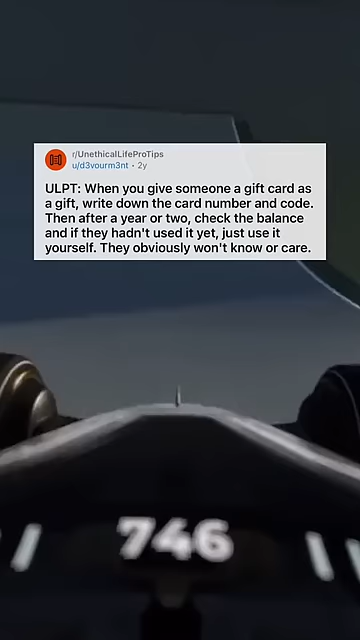 r/UnethicalLifeProTips
u/d3vourm3nt • 2y
ULPT: When you give someone a gift card as
a gift, write down the card number and code.
Then after a year or two, check the balance
and if they hadn't used it yet, just use it
yourself. They obviously won't know or care.
746